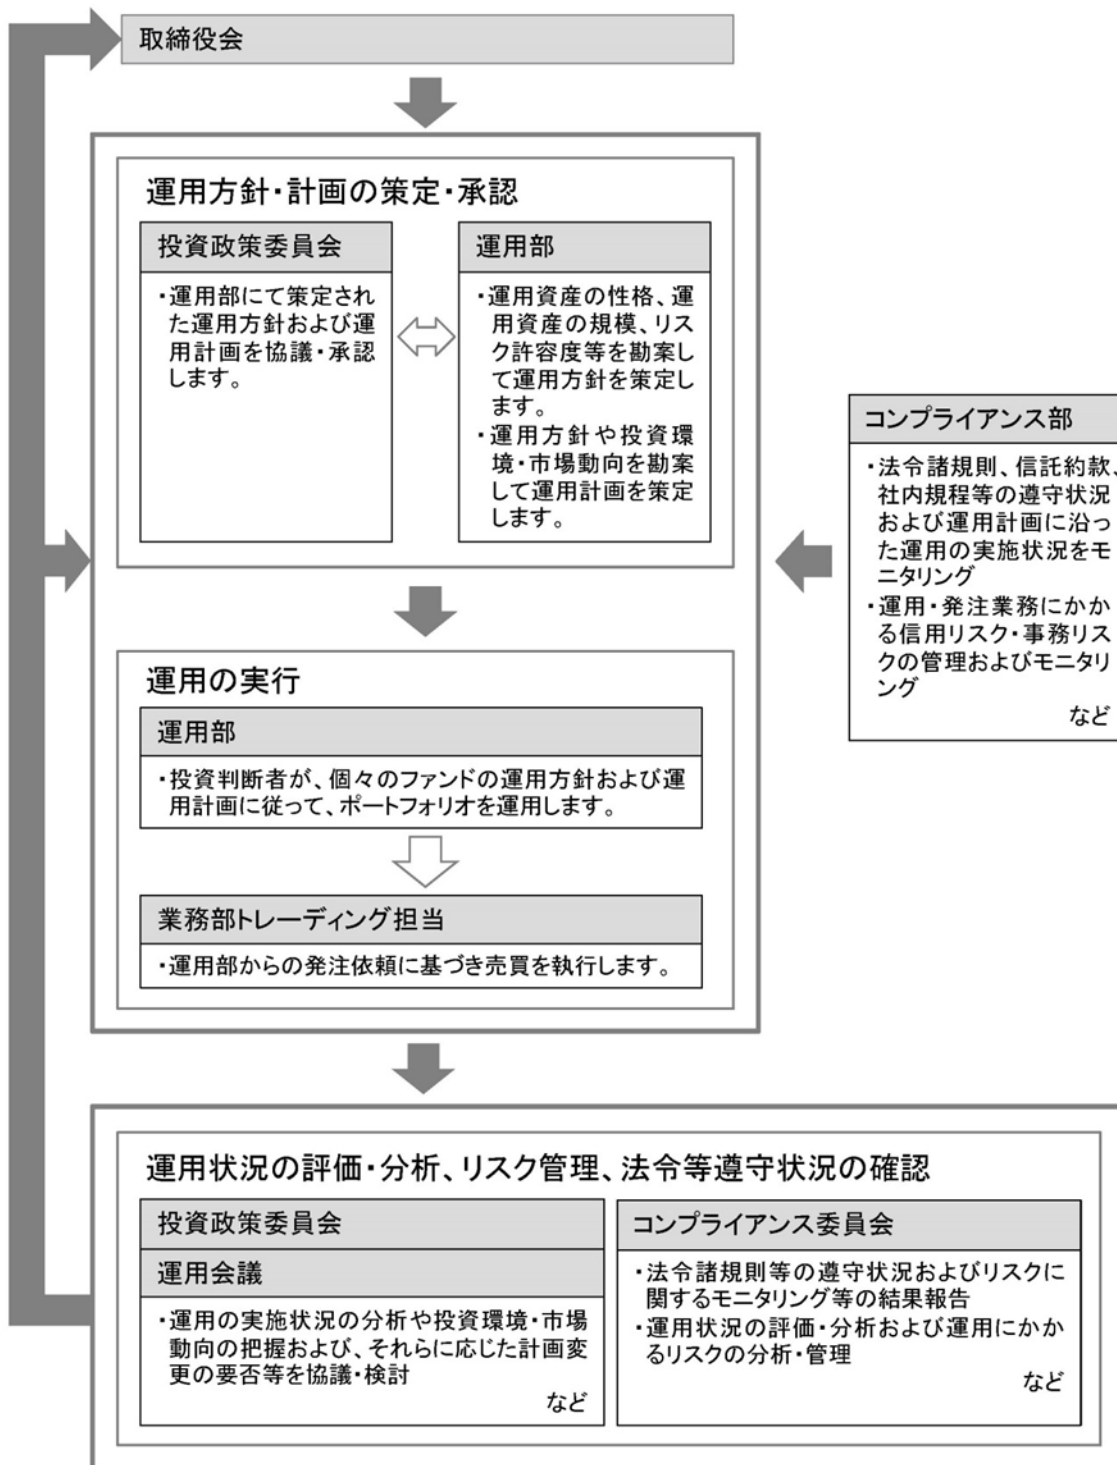 取締役会
運用方針・計画の策定・承認
投資政策委員会
・運用部にて策定され
た運用方針および運
用計画を協議・承認
します。
運用部
・運用資産の性格、運
用資産の規模、リス
ク許容度等を勘案し
て運用方針を策定し
ます。
・運用方針や投資環
境・市場動向を勘案
して運用計画を策定
します。
コンプライアンス部
・法令諸規則、信託約款、
社内規程等の遵守状況
および運用計画に沿っ
た運用の実施状況をモ
ニタリング
・運用・発注業務にかか
る信用リスク・事務リス
クの管理およびモニタリ
ング
など
運用の実行
運用部
・投資判断者が、個々のファンドの運用方針および運
用計画に従って、ポートフォリオを運用します。
業務部トレーディング担当
・運用部からの発注依頼に基づき売買を執行します。
運用状況の評価・分析、リスク管理、法令等遵守状況の確認
投資政策委員会
運用会議
・運用の実施状況の分析や投資環境・市場
動向の把握および、それらに応じた計画変
更の要否等を協議・検討
など
コンプライアンス委員会
・法令諸規則等の遵守状況およびリスクに
関するモニタリング等の結果報告
・運用状況の評価・分析および運用にかか
るリスクの分析・管理
など